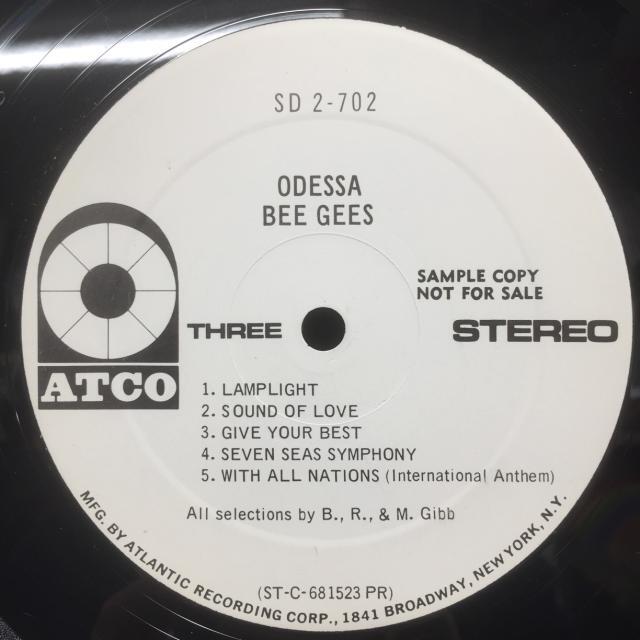 SD 2-702
ODESSA
BEE GEES
SAMPLE COPY
NOT FOR SALE
THREE
STEREO
ATCO
1. LAMPLIGHT
2. SOUND OF LOVE
3. GIVE YOUR BEST
4. SEVEN SEAS SYMPHONY
5. WITH ALL NATIONS (International Anthem)
All selections by B., R., & M. Gibb
(ST-C-681523 PR)
MFG. BY ATLANTIC RECORDING CORP., 1841 BROADWAY, NEW YORK, N.Y.